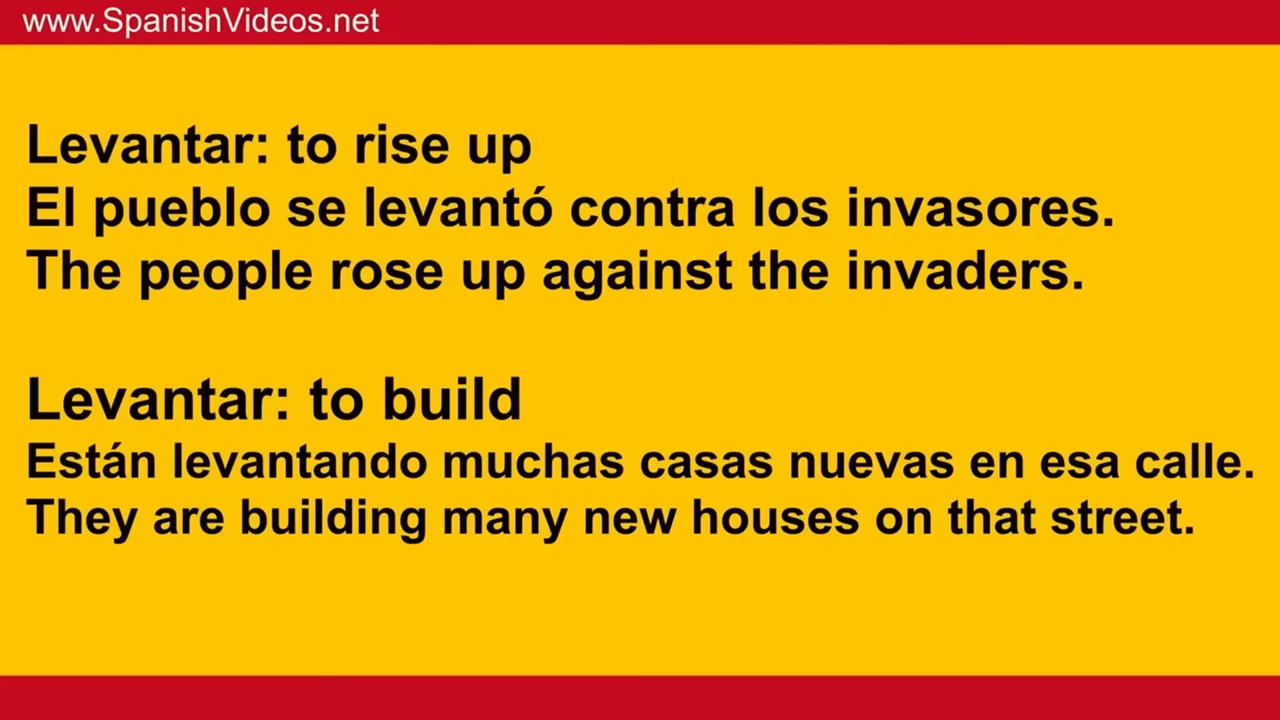 www.SpanishVideos.net
Levantar: to rise up
El pueblo se levantó contra los invasores.
The people rose up against the invaders.
Levantar: to build
Están levantando muchas casas nuevas en esa calle.
They are building many new houses on that street.